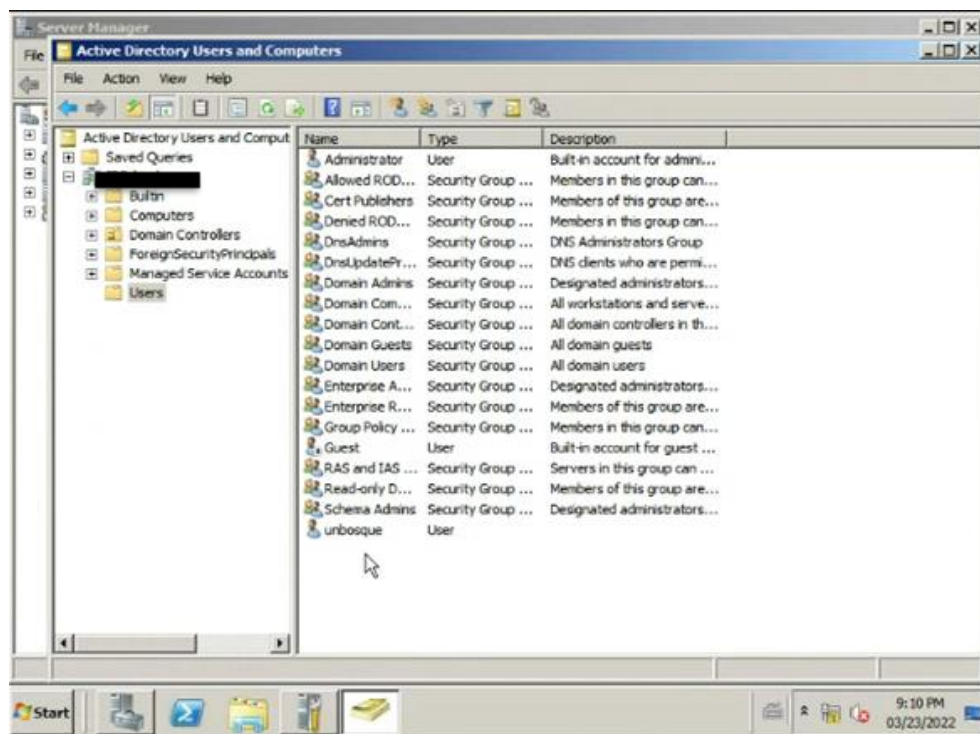 Server Manager
File
Active Directory Users and Computers
File Action View Help
Active Directory Users and Comput
Saved Queries
Builtin
Computers
Domain Controllers
ForeignSecurityPrincipals
Managed Service Accounts
Users
Name Type Description
Administrator User Built-in account for admini...
Allowed ROD... Security Group ... Members in this group can...
Cert Publishers Security Group ... Members of this group are...
Denied ROD... Security Group ... Members in this group can...
DnsAdmins Security Group ... DNS Administrators Group
DnsUpdatePr... Security Group ... DNS clients who are permi...
Domain Admins Security Group ... Designated administrators...
Domain Com... Security Group ... All workstations and serve...
Domain Cont... Security Group ... All domain controllers in th...
Domain Guests Security Group ... All domain guests
Domain Users Security Group ... All domain users
Enterprise A... Security Group ... Designated administrators...
Enterprise R... Security Group ... Members of this group are...
Group Policy ... Security Group ... Members in this group can...
Guest User Built-in account for guest ...
RAS and IAS ... Security Group ... Servers in this group can ...
Read-only D... Security Group ... Members of this group are...
Schema Admins Security Group ... Designated administrators...
unbosque User
Start
9:10 PM
03/23/2022